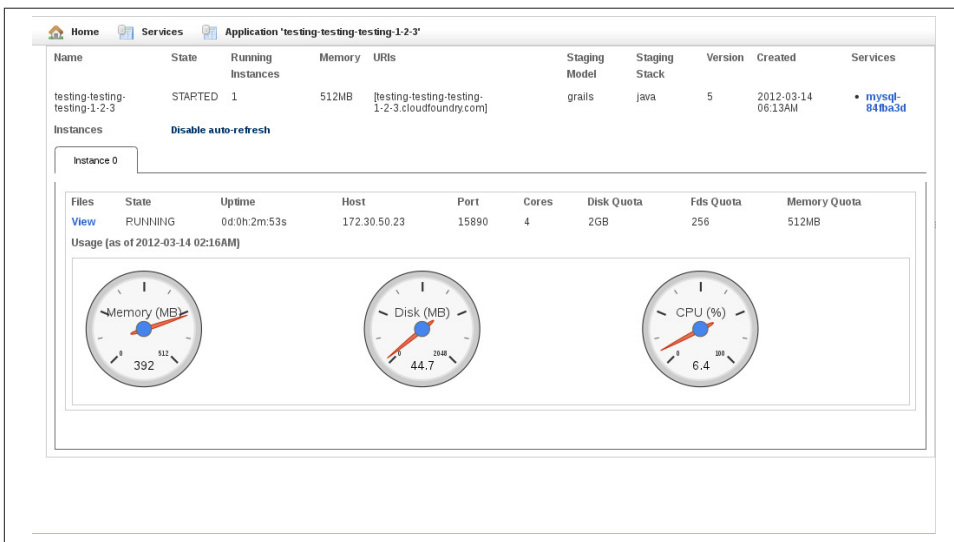 Home Services Application 'testing-testing-testing-1-2-3'
Name State Running Instances Memory URIs Staging Model Staging Stack Version Created Services
testing-testing-testing-1-2-3 STARTED 1 512MB [testing-testing-testing-1-2-3.cloudfoundry.com] grails java 5 2012-03-14 06:13AM • mysql-84fba3d
Instances Disable auto-refresh
Instance 0
Files State Uptime Host Port Cores Disk Quota Fds Quota Memory Quota
View RUNNING 0d:0h:2m:53s 172.30.50.23 15890 4 2GB 256 512MB
Usage (as of 2012-03-14 02:16AM)
Memory (MB) Disk (MB) CPU (%)
0 512 0 2048 0 100
392 44.7 6.4